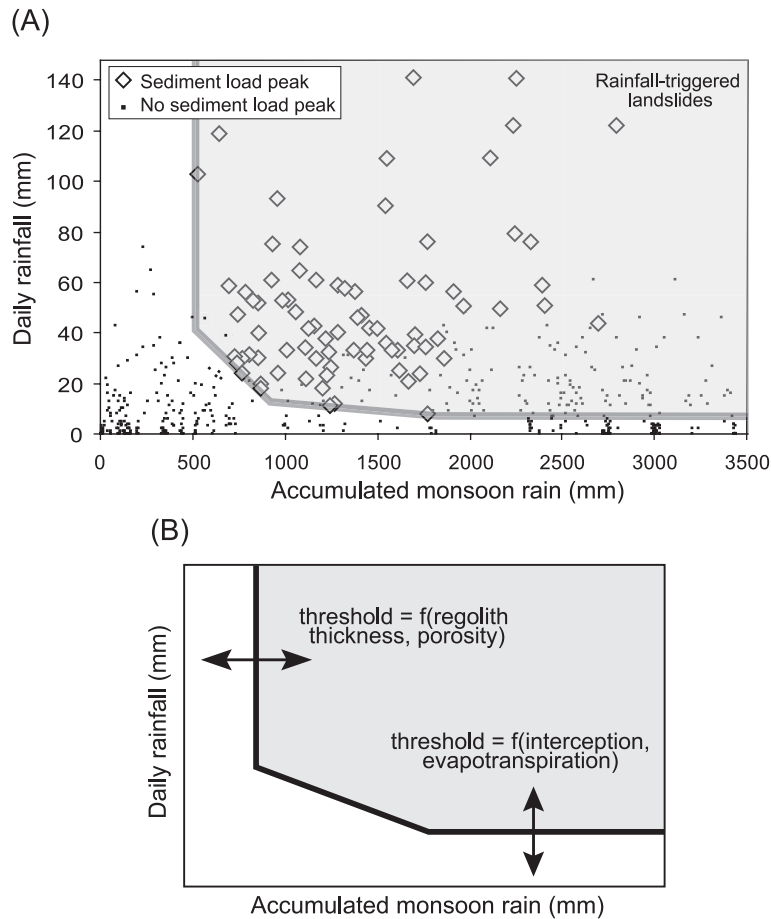 (A)
Daily rainfall (mm)
140
120
100
80
60
40
20
0
Sediment load peak
No sediment load peak
Rainfall-triggered
landslides
0
500
1000
1500
2000
2500
3000
3500
Accumulated monsoon rain (mm)
(B)
Daily rainfall (mm)
threshold = f(regolith
thickness, porosity)
threshold = f(interception,
evapotranspiration)
Accumulated monsoon rain (mm)